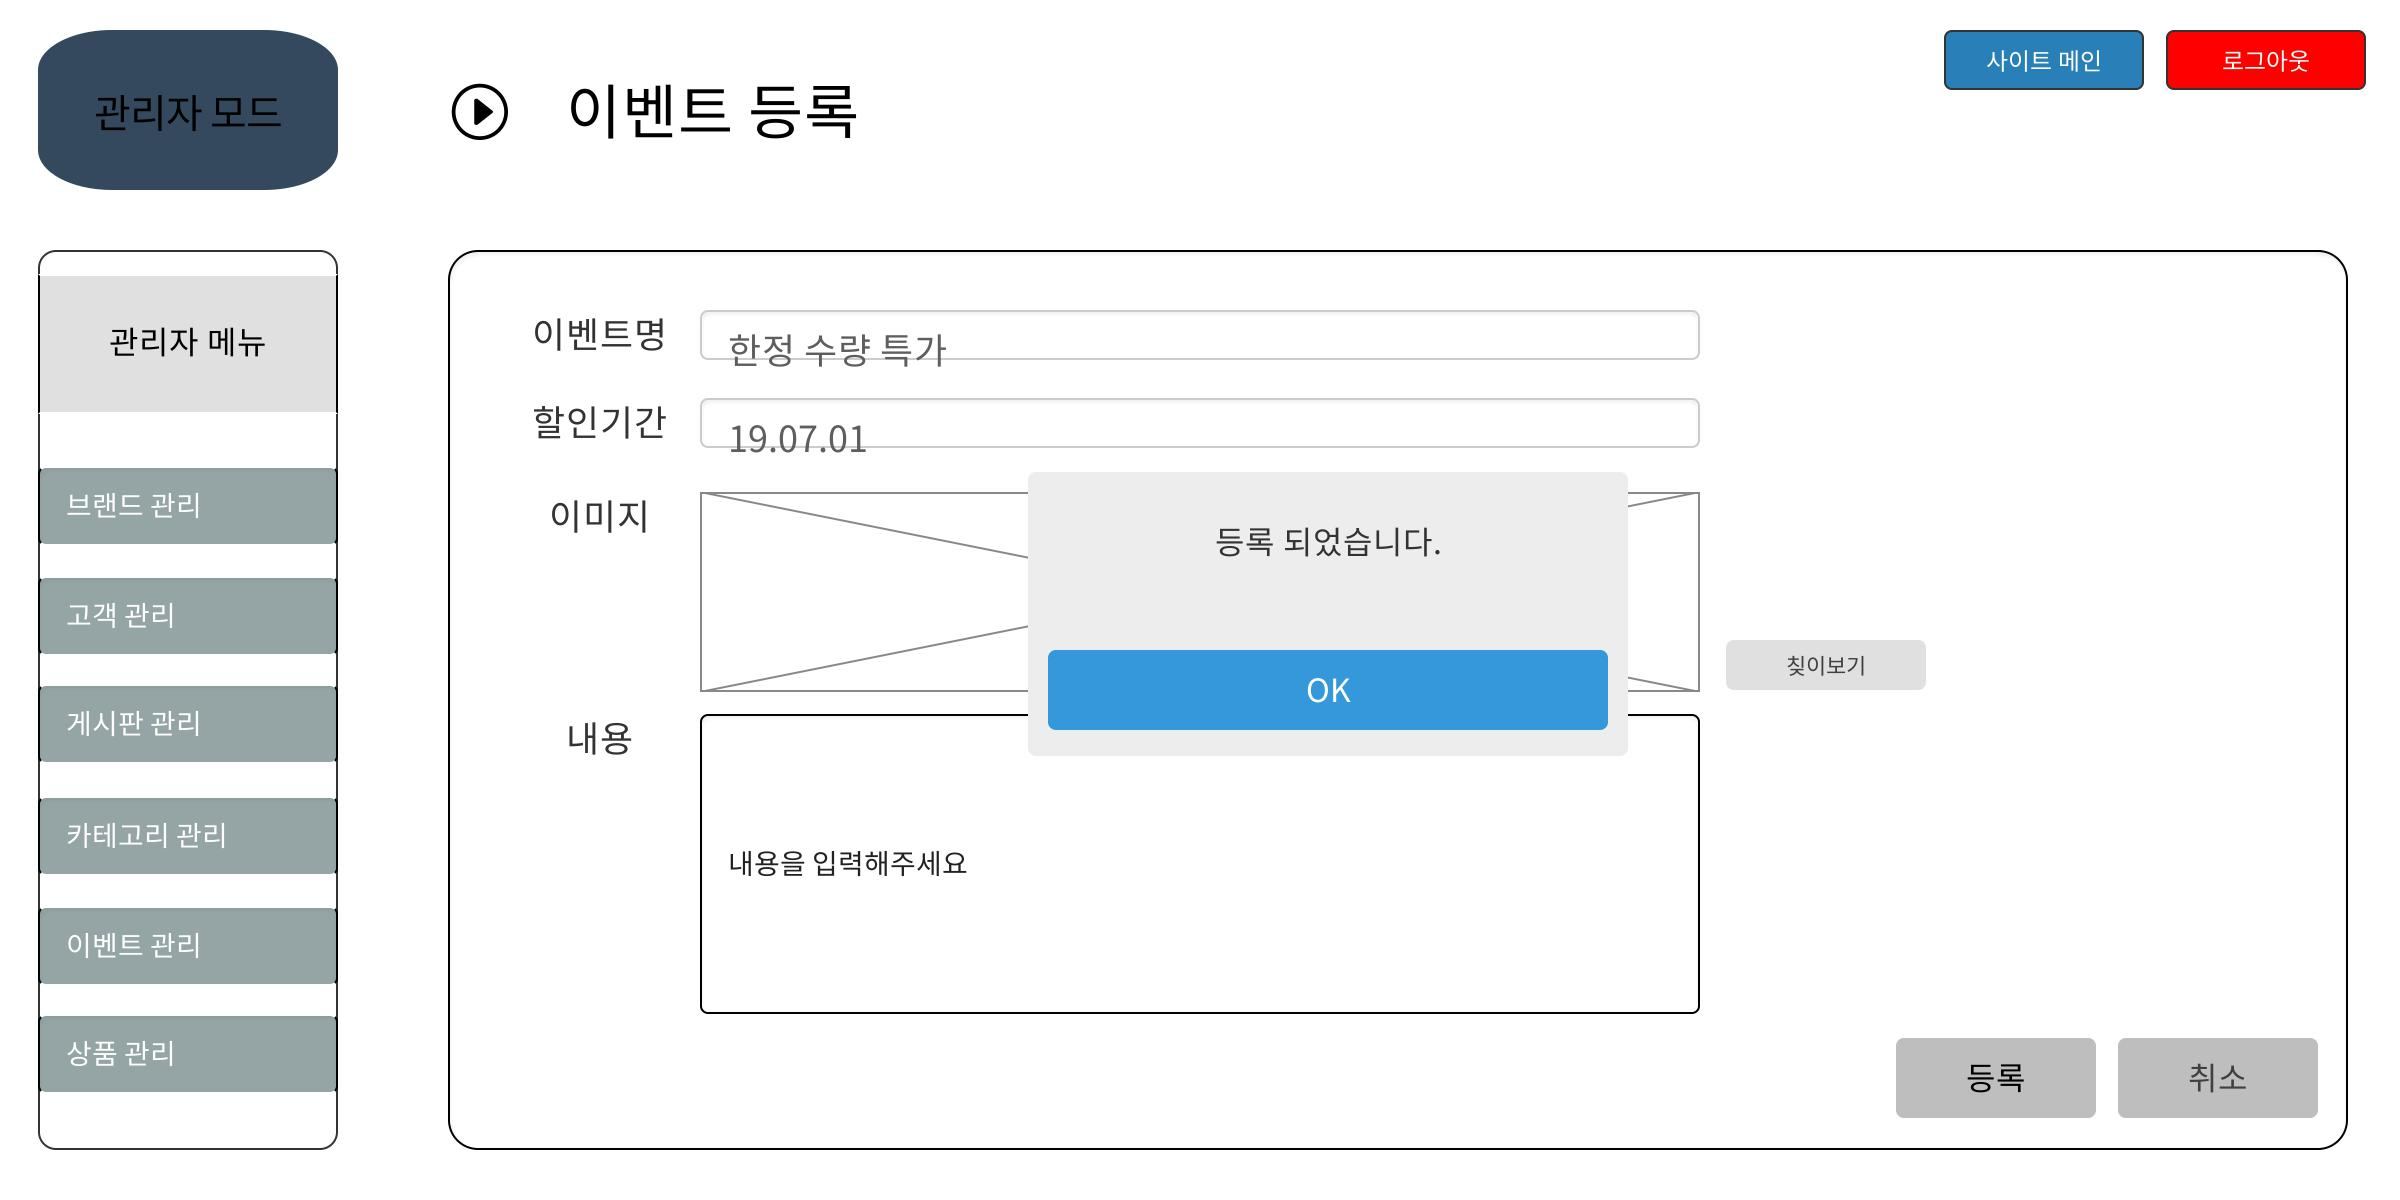 관리자 모드
이벤트 등록
사이트 메인
로그아웃
관리자 메뉴
브랜드 관리
고객 관리
게시판 관리
카테고리 관리
이벤트 관리
상품 관리
이벤트명
한정 수량 특가
할인기간
19.07.01
이미지
등록 되었습니다.
OK
칮이보기
내용
내용을 입력해주세요
등록
취소